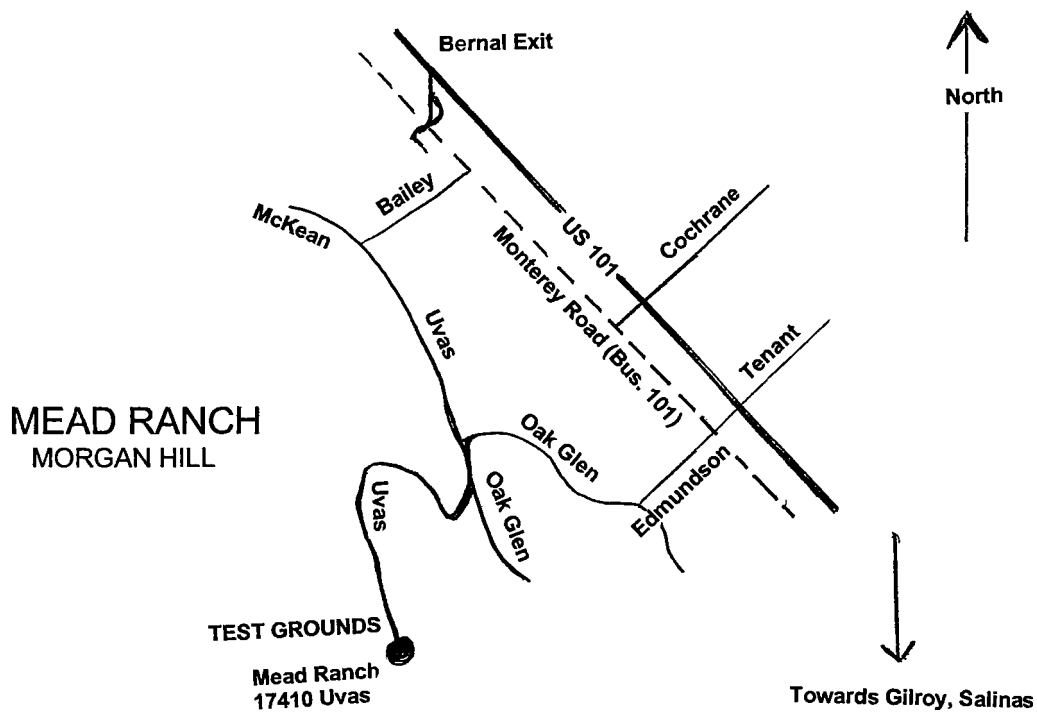 Bernal Exit
North
Bailey
McKean
Cochrane
US 101
Monterey Road (Bus. 101)
Uvas
Tenant
MEAD RANCH
MORGAN HILL
Oak Glen
Edmundson
Uvas
Oak Glen
TEST GROUNDS
Mead Ranch
17410 Uvas
Towards Gilroy, Salinas